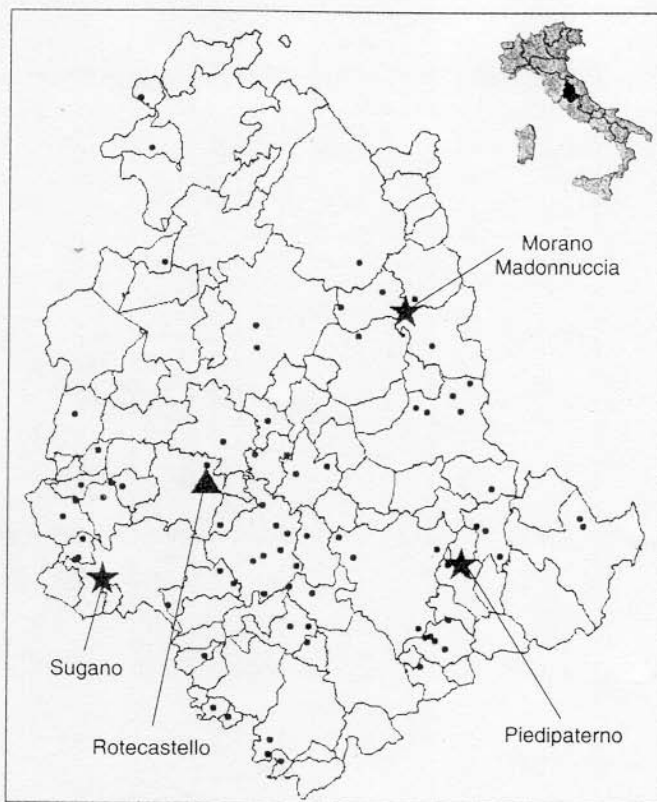 Morano
Madonnuccia
Sugano
Rotecastello
Piedipaterno